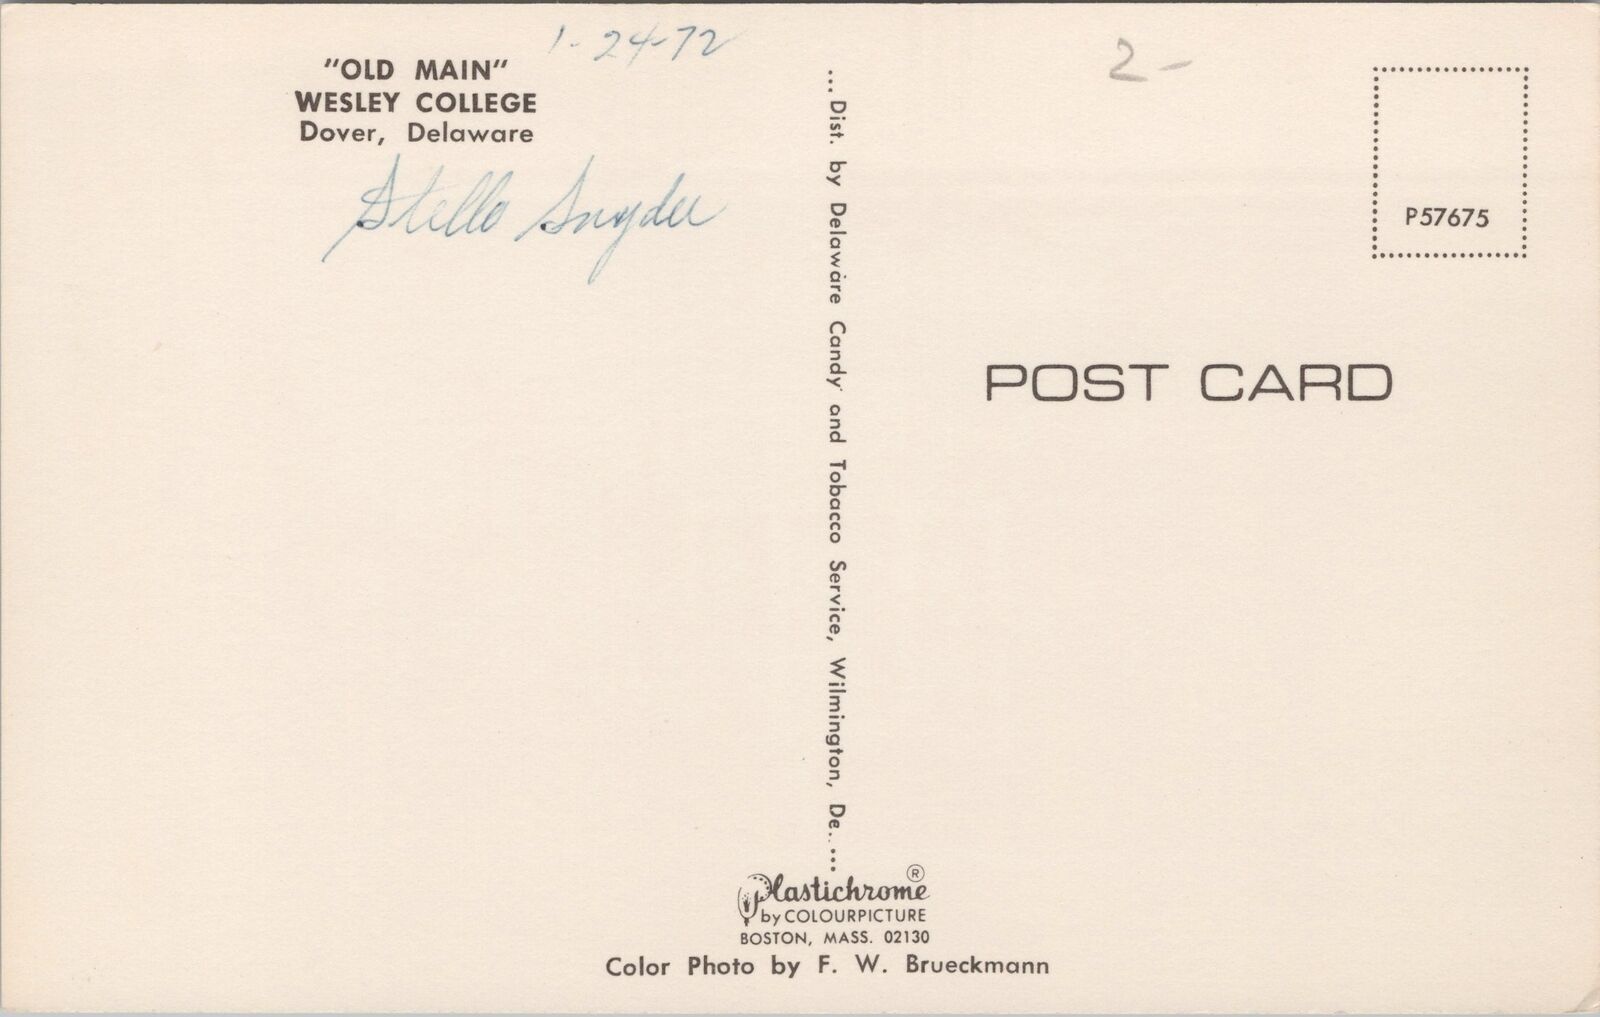 1-24-72
"OLD MAIN"
WESLEY COLLEGE
Dover, Delaware
Stella Snyder
... Dist. by Delaware Candy and Tobacco Service, Wilmington, De. ...
2-
P57675
POST CARD
Plastichrome ®
by COLOURPICTURE
BOSTON, MASS. 02130
Color Photo by F. W. Brueckmann